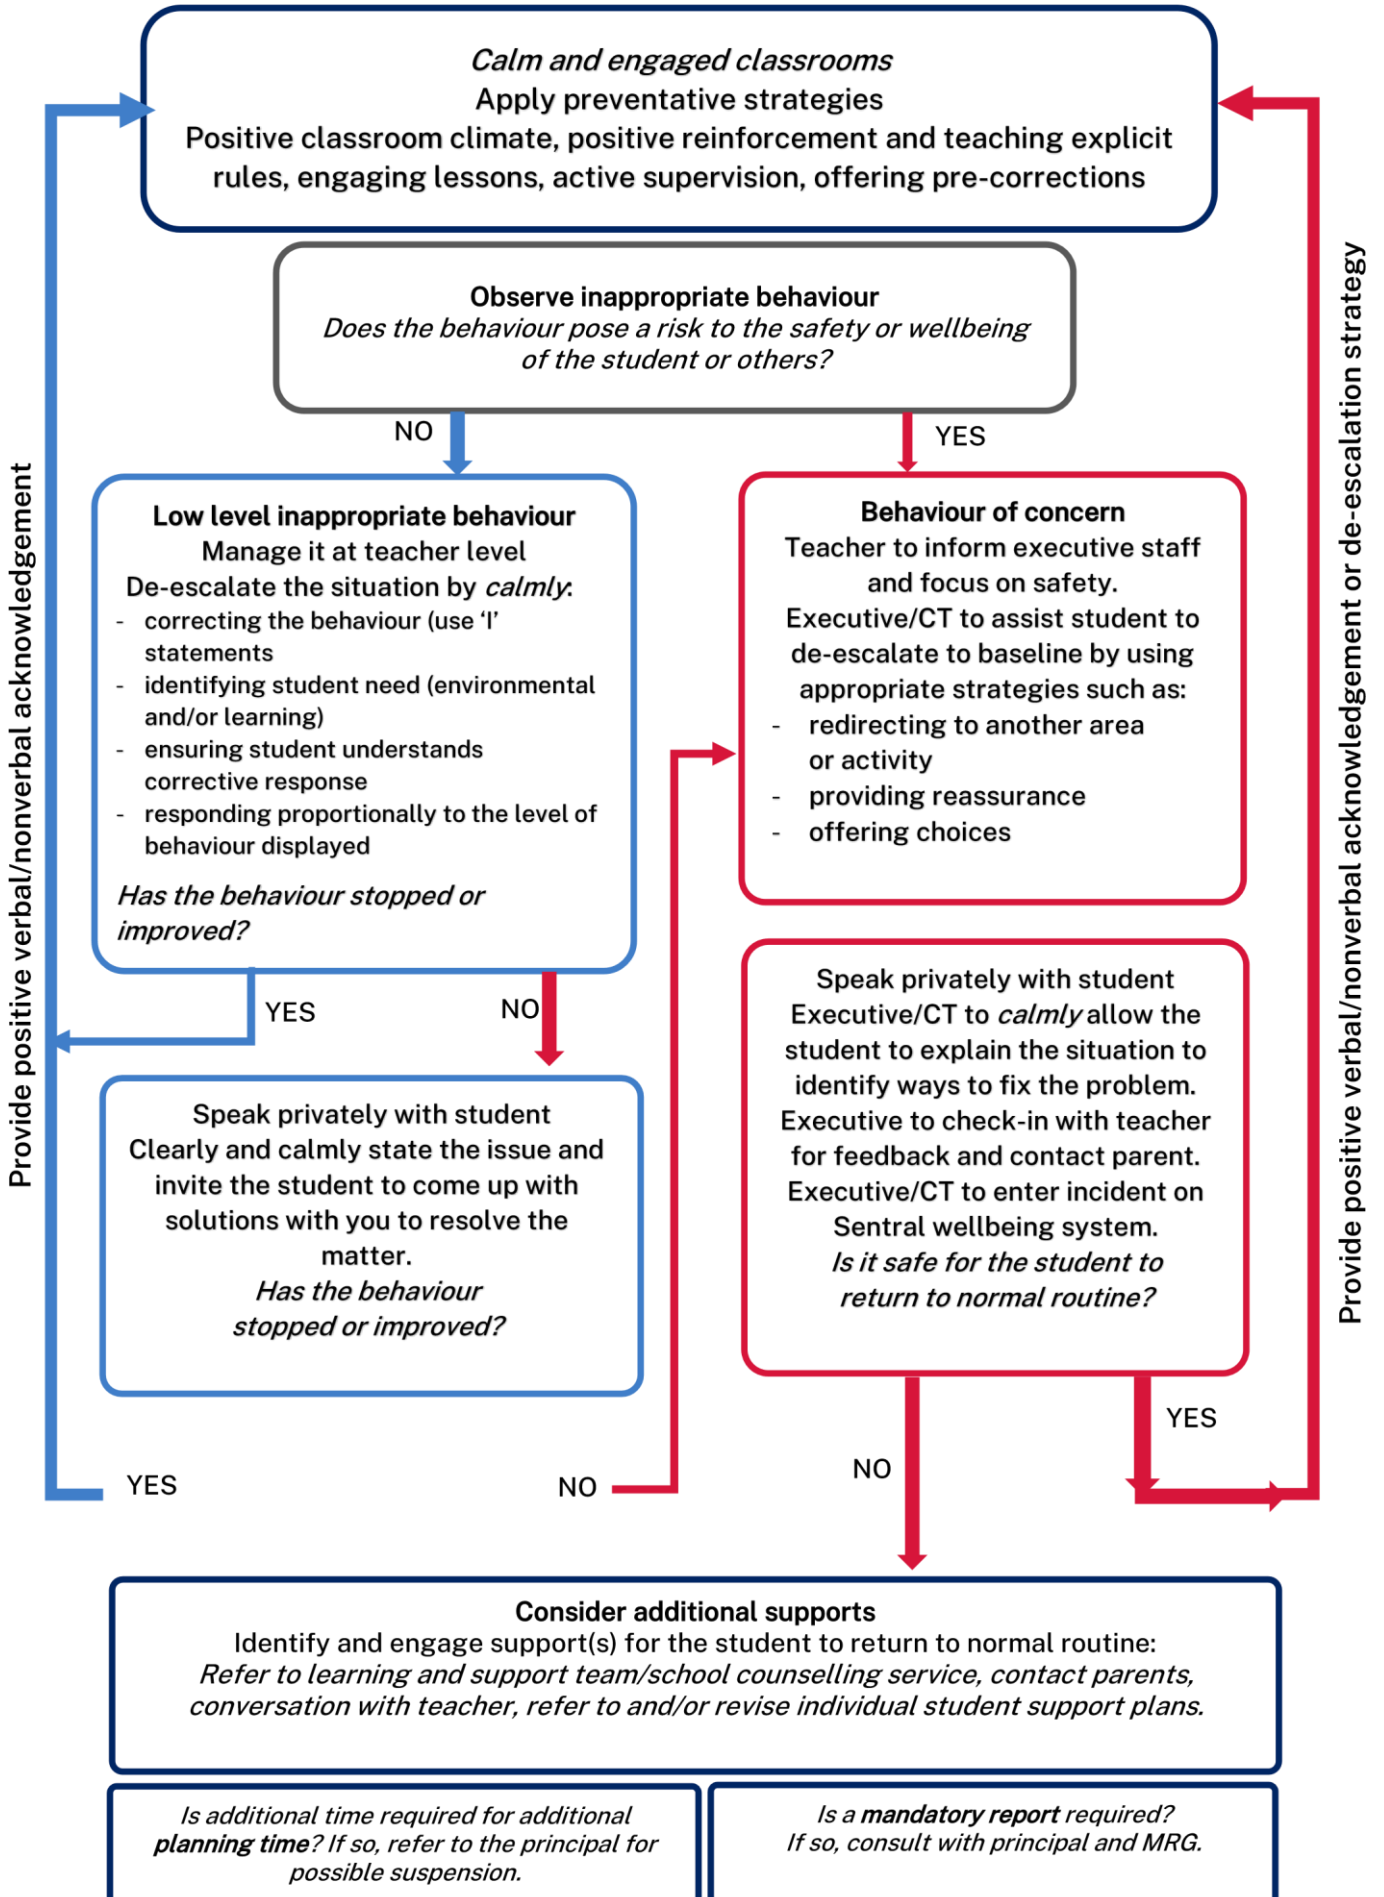 Calm and engaged classrooms
Apply preventative strategies
Positive classroom climate, positive reinforcement and teaching explicit
rules, engaging lessons, active supervision, offering pre-corrections
Observe inappropriate behaviour
Does the behaviour pose a risk to the safety or wellbeing
of the student or others?
NO
YES
Low level inappropriate behaviour
Manage it at teacher level
De-escalate the situation by calmly:
- correcting the behaviour (use ‘I’
statements
- identifying student need (environmental
and/or learning)
- ensuring student understands
corrective response
- responding proportionally to the level of
behaviour displayed
Has the behaviour stopped or
improved?
Behaviour of concern
Teacher to inform executive staff
and focus on safety.
Executive/CT to assist student to
de-escalate to baseline by using
appropriate strategies such as:
- redirecting to another area
or activity
- providing reassurance
- offering choices
YES
NO
Speak privately with student
Clearly and calmly state the issue and
invite the student to come up with
solutions with you to resolve the
matter.
Has the behaviour
stopped or improved?
Speak privately with student
Executive/CT to calmly allow the
student to explain the situation to
identify ways to fix the problem.
Executive to check-in with teacher
for feedback and contact parent.
Executive/CT to enter incident on
Sentral wellbeing system.
Is it safe for the student to
return to normal routine?
YES
NO
NO
YES
Provide positive verbal/nonverbal acknowledgement
Provide positive verbal/nonverbal acknowledgement or de-escalation strategy
Consider additional supports
Identify and engage support(s) for the student to return to normal routine:
Refer to learning and support team/school counselling service, contact parents,
conversation with teacher, refer to and/or revise individual student support plans.
Is additional time required for additional
planning time? If so, refer to the principal for
possible suspension.
Is a mandatory report required?
If so, consult with principal and MRG.